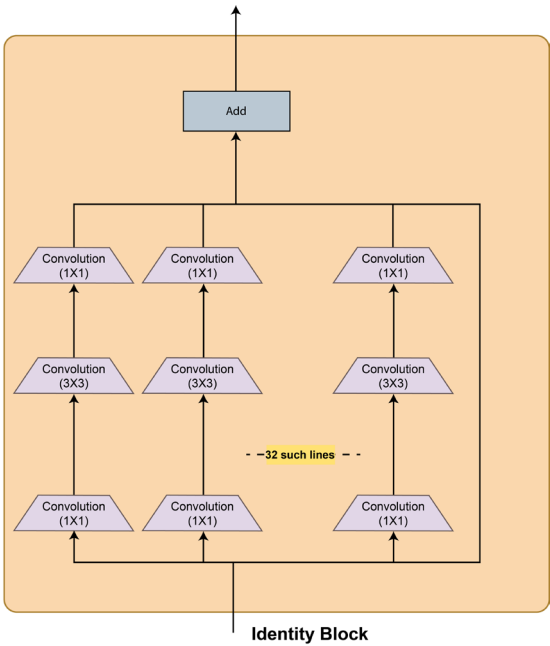 Add
Convolution
(1X1)
Convolution
(1X1)
Convolution
(1X1)
Convolution
(3X3)
Convolution
(3X3)
Convolution
(3X3)
32 such lines
Convolution
(1X1)
Convolution
(1X1)
Convolution
(1X1)
Identity Block